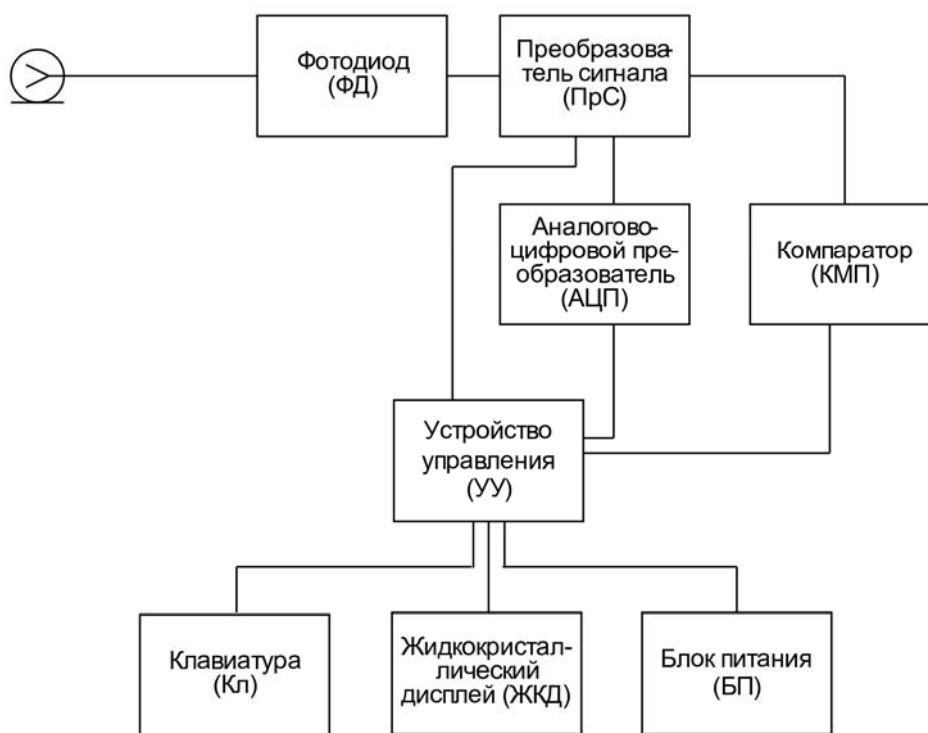 Фотодиод
(ФД)
Преобразова-
тель сигнала
(ПрС)
Аналогово-
цифровой пре-
образователь
(АЦП)
Компаратор
(КМП)
Устройство
управления
(УУ)
Клавиатура
(Кл)
Жидкокристал-
лический
дисплей (ЖКД)
Блок питания
(БП)